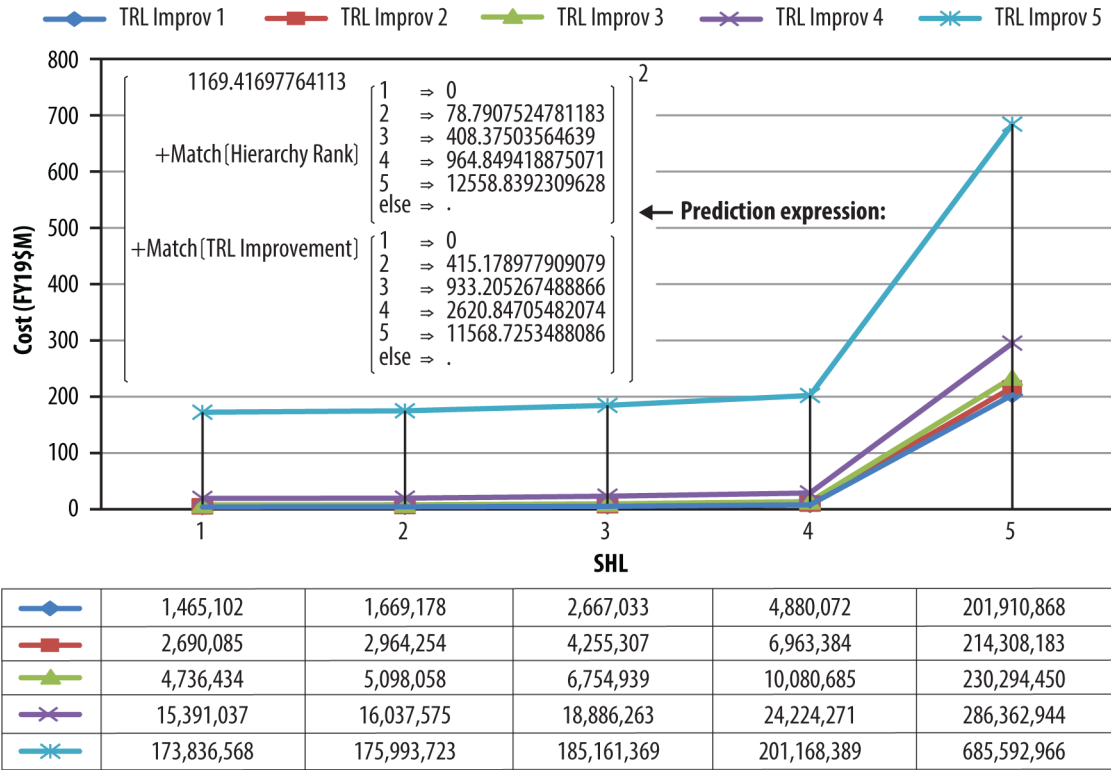 TRL Improv 1 TRL Improv 2 TRL Improv 3 TRL Improv 4 TRL Improv 5
800
700
600
500
400
300
200
100
0
Cost (FY19$M)
1169.41697764113
+Match(Hierarchy Rank)
1 ⇒ 0
2 ⇒ 78.7907524781183
3 ⇒ 408.37503564639
4 ⇒ 964.849418875071
5 ⇒ 12558.8392309628
else ⇒ .
+Match(TRL Improvement)
1 ⇒ 0
2 ⇒ 415.178977909079
3 ⇒ 933.205267488866
4 ⇒ 2620.84705482074
5 ⇒ 11568.7253488086
else ⇒ .
2
Prediction expression:
1 2 3 4 5
SHL
1,465,102 1,669,178 2,667,033 4,880,072 201,910,868
2,690,085 2,964,254 4,255,307 6,963,384 214,308,183
4,736,434 5,098,058 6,754,939 10,080,685 230,294,450
15,391,037 16,037,575 18,886,263 24,224,271 286,362,944
173,836,568 175,993,723 185,161,369 201,168,389 685,592,966